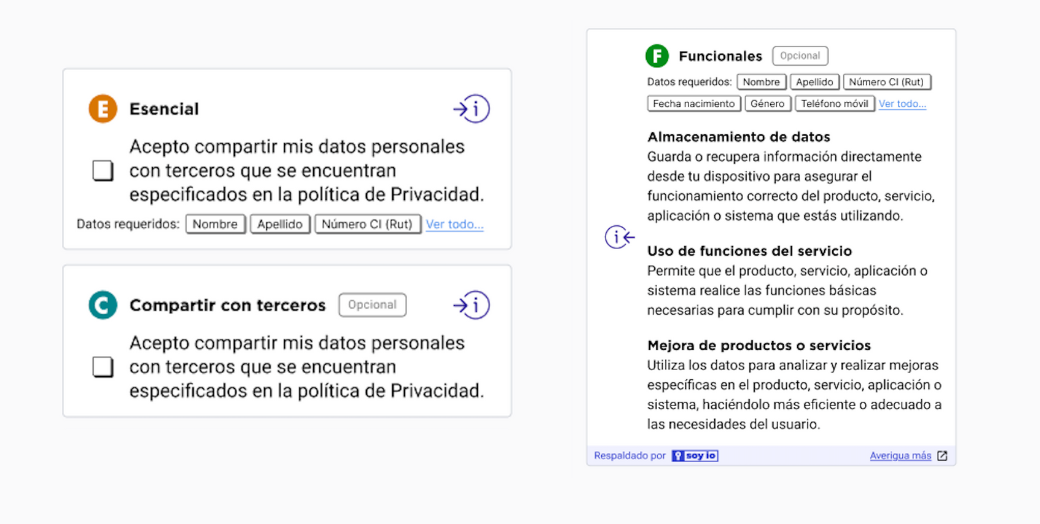 E Esencial
Acepto compartir mis datos personales
con terceros que se encuentran
especificados en la política de Privacidad.
Datos requeridos: Nombre Apellido Número CI (Rut) Ver todo...
C Compartir con terceros Opcional
Acepto compartir mis datos personales
con terceros que se encuentran
especificados en la política de Privacidad.
F Funcionales Opcional
Datos requeridos: Nombre Apellido Número CI (Rut)
Fecha nacimiento Género Teléfono móvil Ver todo...
Almacenamiento de datos
Guarda o recupera información directamente
desde tu dispositivo para asegurar el
funcionamiento correcto del producto, servicio,
aplicación o sistema que estás utilizando.
Uso de funciones del servicio
Permite que el producto, servicio, aplicación o
sistema realice las funciones básicas
necesarias para cumplir con su propósito.
Mejora de productos o servicios
Utiliza los datos para analizar y realizar mejoras
específicas en el producto, servicio, aplicación o
sistema, haciéndolo más eficiente o adecuado a
las necesidades del usuario.
Respaldado por soy io Averigua más